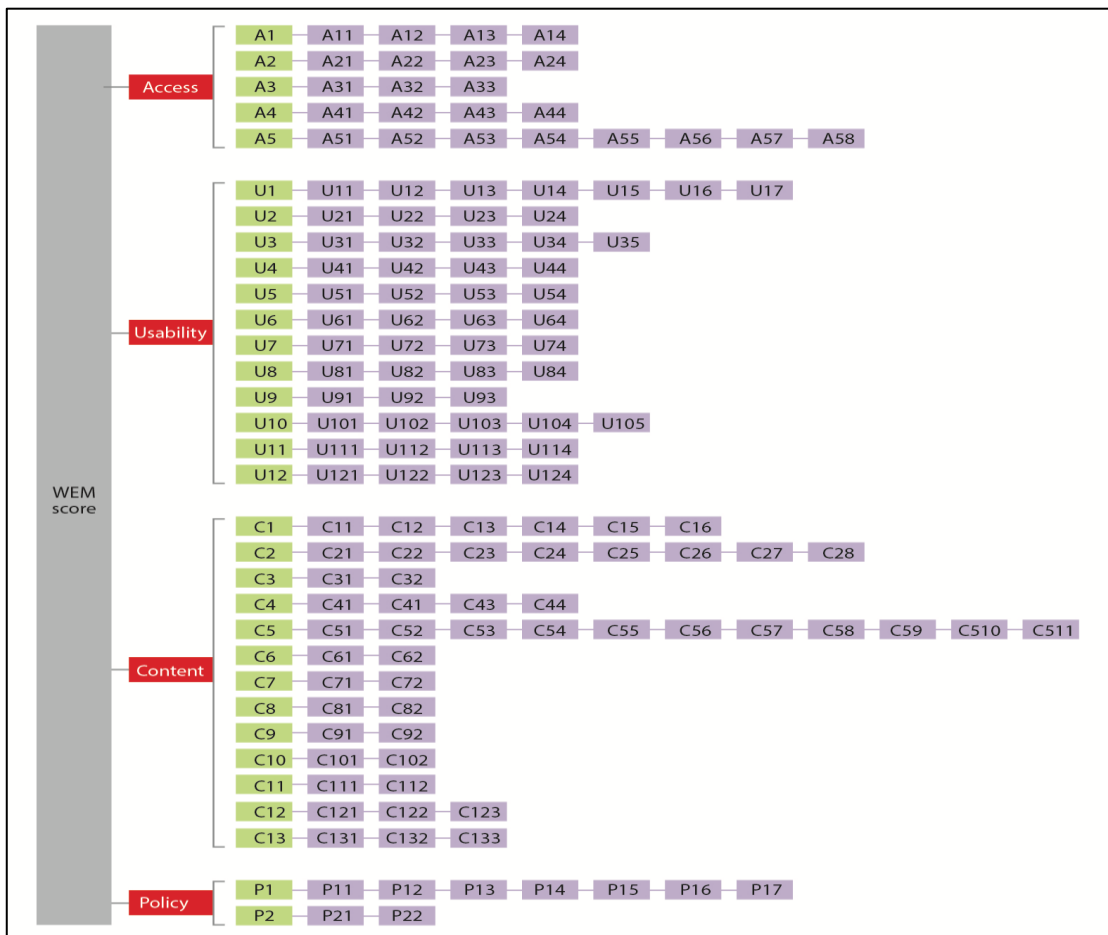 WEM
score
Access
A1 A11 A12 A13 A14
A2 A21 A22 A23 A24
A3 A31 A32 A33
A4 A41 A42 A43 A44
A5 A51 A52 A53 A54 A55 A56 A57 A58
Usability
U1 U11 U12 U13 U14 U15 U16 U17
U2 U21 U22 U23 U24
U3 U31 U32 U33 U34 U35
U4 U41 U42 U43 U44
U5 U51 U52 U53 U54
U6 U61 U62 U63 U64
U7 U71 U72 U73 U74
U8 U81 U82 U83 U84
U9 U91 U92 U93
U10 U101 U102 U103 U104 U105
U11 U111 U112 U113 U114
U12 U121 U122 U123 U124
Content
C1 C11 C12 C13 C14 C15 C16
C2 C21 C22 C23 C24 C25 C26 C27 C28
C3 C31 C32
C4 C41 C41 C43 C44
C5 C51 C52 C53 C54 C55 C56 C57 C58 C59 C510 C511
C6 C61 C62
C7 C71 C72
C8 C81 C82
C9 C91 C92
C10 C101 C102
C11 C111 C112
C12 C121 C122 C123
C13 C131 C132 C133
Policy
P1 P11 P12 P13 P14 P15 P16 P17
P2 P21 P22